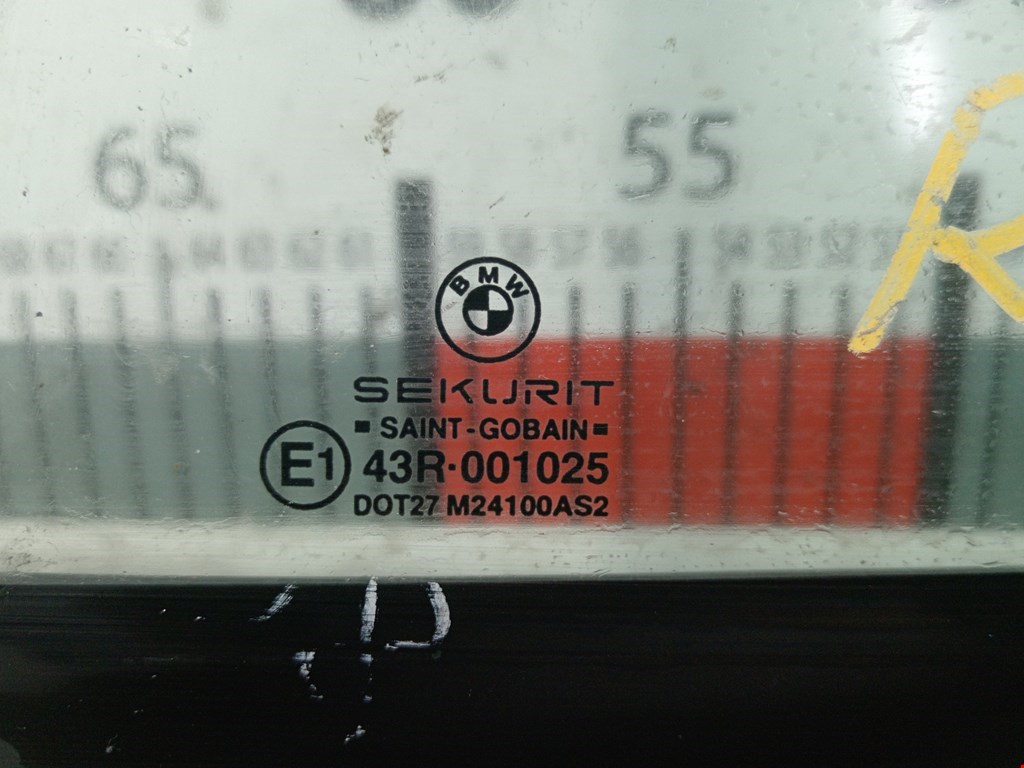 65
55
R
BMW
SEKURIT
SAINT-GOBAIN
E1
43R·001025
DOT27 M24100AS2